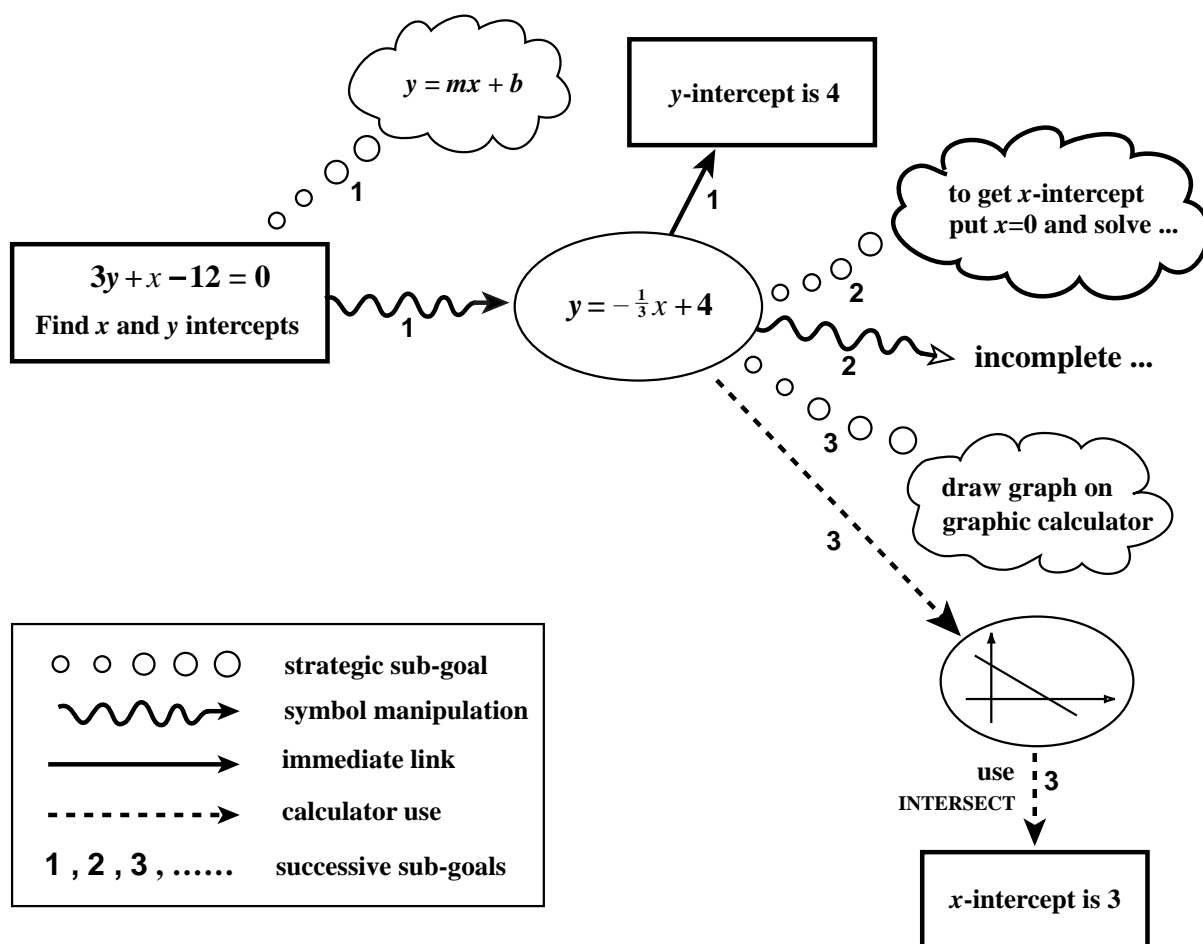 y = mx + b
y-intercept is 4
1
1
to get x-intercept
put x=0 and solve ...
3y + x − 12 = 0
Find x and y intercepts
1
y = − 1/3 x + 4
2
2
incomplete ...
3
draw graph on
graphic calculator
3
strategic sub-goal
symbol manipulation
immediate link
calculator use
1 , 2 , 3 , ......
successive sub-goals
use
INTERSECT
3
x-intercept is 3